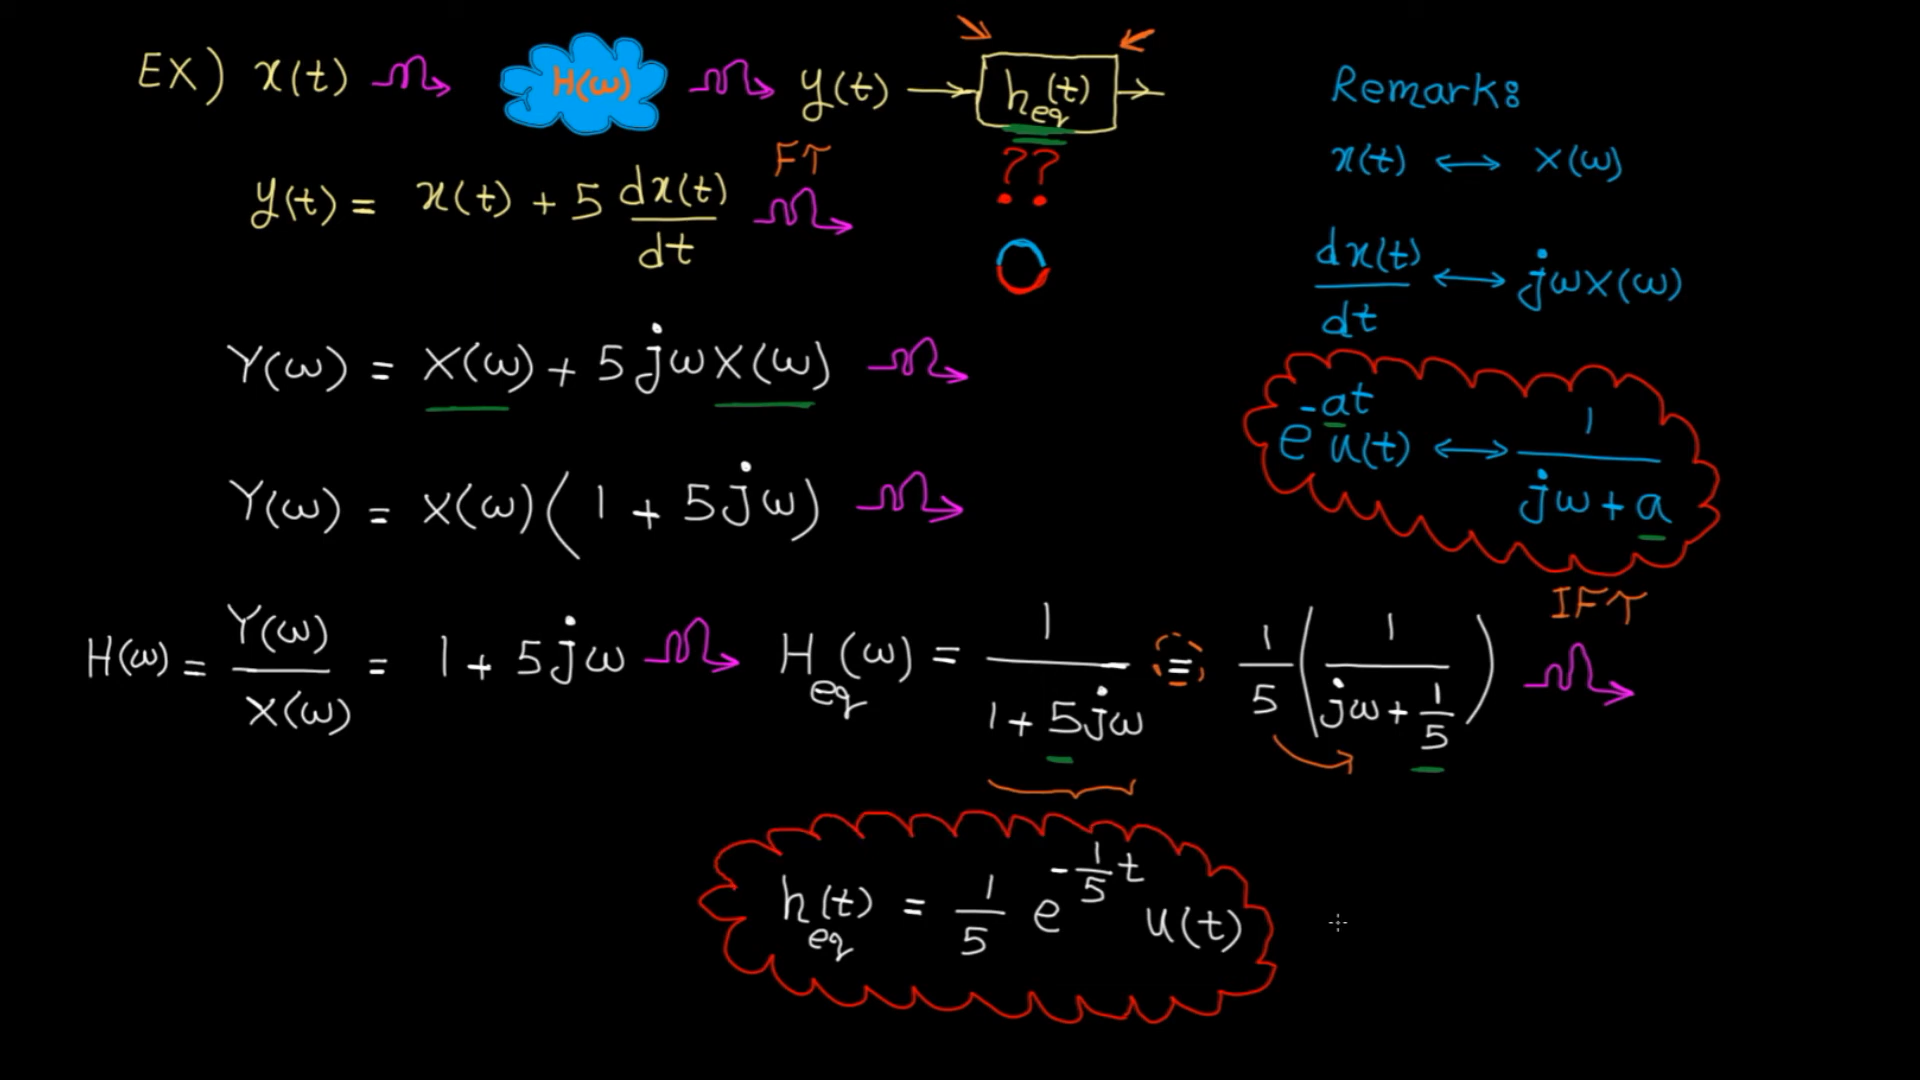 EX) x(t) H(ω) y(t) → h_eq(t) →
Remark:
FT
??
y(t) = x(t) + 5 dx(t)/dt
x(t) ↔ X(ω)
dx(t)/dt ↔ jωX(ω)
Y(ω) = X(ω) + 5jωX(ω)
e^-at u(t) ↔ 1/(jω + a)
Y(ω) = X(ω)(1 + 5jω)
IFT
H(ω) = Y(ω)/X(ω) = 1 + 5jω H_eq(ω) = 1/(1 + 5jω) = 1/5 (1/(jω + 1/5))
h_eq(t) = 1/5 e^(-1/5 t) u(t)